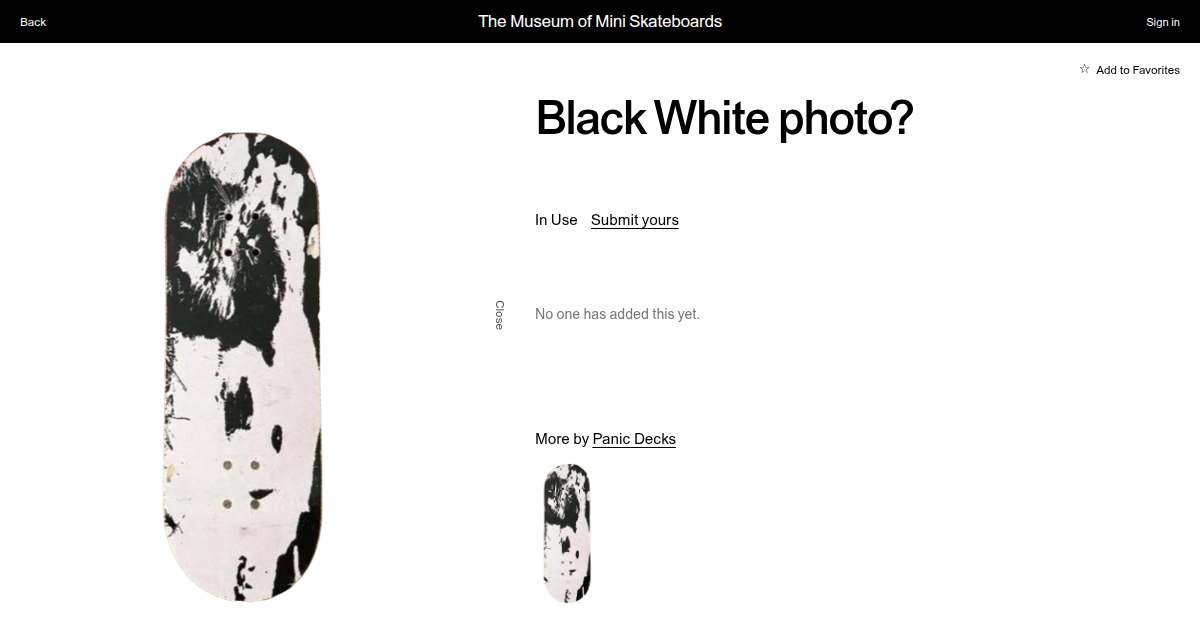 Back
The Museum of Mini Skateboards
Sign in
☆ Add to Favorites
Black White photo?
In Use Submit yours
Close
No one has added this yet.
More by Panic Decks